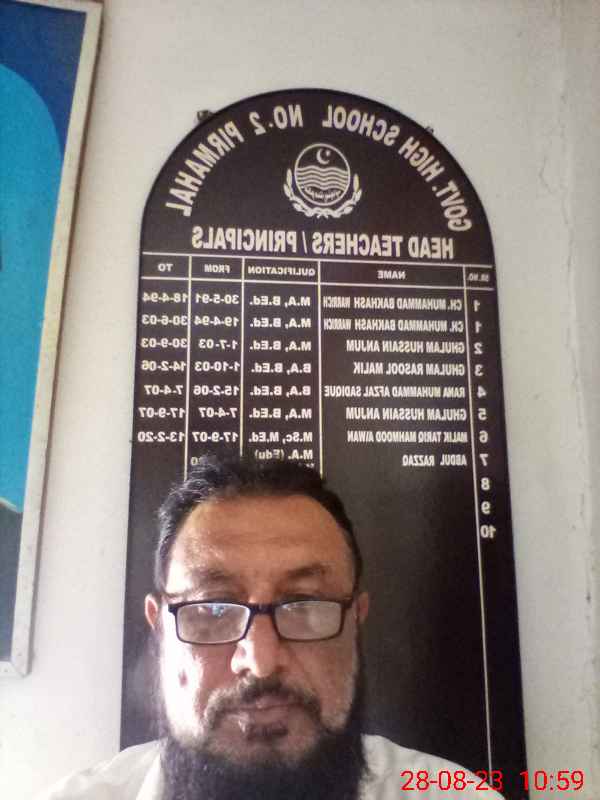 GOVT. HIGH SCHOOL NO.2 PIRMAHAL
HEAD TEACHERS / PRINCIPALS
SR.NO. NAME QULIFICATION FROM TO
1 CH. MUHAMMAD BAKHASH WARRICH M.A, B.Ed. 30-5-91 18-4-94
1 CH. MUHAMMAD BAKHASH WARRICH M.A, B.Ed. 19-4-94 30-6-03
2 GHULAM HUSSAIN ANJUM M.A, B.Ed. 1-7-03 30-9-03
3 GHULAM RASOOL MALIK B.A, B.Ed. 1-10-03 14-2-06
4 RANA MUHAMMAD AFZAL SADIQUE B.A, B.Ed. 15-2-06 7-4-07
5 GHULAM HUSSAIN ANJUM M.A, B.Ed. 7-4-07 17-9-07
6 MALIK TARIQ MAHMOOD AIWAN M.Sc, M.Ed. 17-9-07 13-2-20
7 ABDUL RAZZAQ M.A. (Edu)
8
9
10
28-08-23 10:59